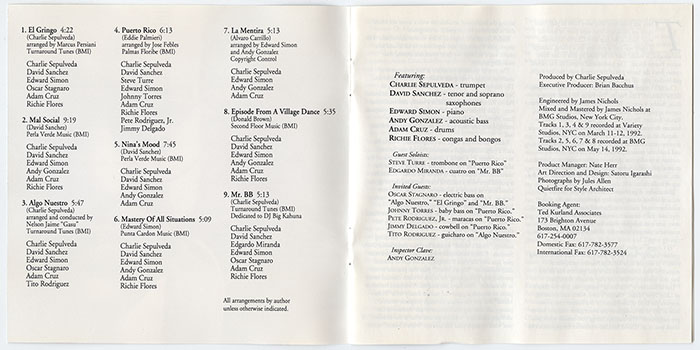 1. El Gringo 4:22
(Charlie Sepulveda)
arranged by Marcus Persiani
Turnaround Tunes (BMI)
Charlie Sepulveda
David Sanchez
Edward Simon
Oscar Stagnaro
Adam Cruz
Richie Flores
2. Mal Social 9:19
(David Sanchez)
Perla Verde Music (BMI)
Charlie Sepulveda
David Sanchez
Edward Simon
Andy Gonzalez
Adam Cruz
Richie Flores
3. Algo Nuestro 5:47
(Charlie Sepulveda)
arranged and conducted by
Nelson Jaime "Gasu"
Turnaround Tunes (BMI)
Charlie Sepulveda
David Sanchez
Edward Simon
Oscar Stagnaro
Adam Cruz
Tito Rodriguez
4. Puerto Rico 6:13
(Eddie Palmieri)
arranged by Jose Febles
Palmas Floribe (BMI)
Charlie Sepulveda
David Sanchez
Steve Turre
Edward Simon
Johnny Torres
Adam Cruz
Richie Flores
Pete Rodriguez, Jr.
Jimmy Delgado
5. Nina's Mood 7:45
(David Sanchez)
Perla Verde Music (BMI)
Charlie Sepulveda
David Sanchez
Edward Simon
Andy Gonzalez
Adam Cruz
Richie Flores
6. Mastery Of All Situations 5:09
(Edward Simon)
Punta Cardon Music (BMI)
Charlie Sepulveda
David Sanchez
Edward Simon
Andy Gonzalez
Adam Cruz
Richie Flores
7. La Mentira 5:13
(Alvaro Carrillo)
arranged by Edward Simon
and Andy Gonzalez
Copyright Control
Charlie Sepulveda
Edward Simon
Andy Gonzalez
Adam Cruz
Richie Flores
8. Episode From A Village Dance 5:35
(Donald Brown)
Second Floor Music (BMI)
Charlie Sepulveda
David Sanchez
Edward Simon
Andy Gonzalez
Adam Cruz
Richie Flores
9. Mr. BB 5:13
(Charlie Sepulveda)
Turnaround Tunes (BMI)
Dedicated to DJ Big Kahuna
Charlie Sepulveda
David Sanchez
Edgardo Miranda
Edward Simon
Oscar Stagnaro
Adam Cruz
Richie Flores
All arrangements by author
unless otherwise indicated.
Featuring:
CHARLIE SEPULVEDA - trumpet
DAVID SANCHEZ - tenor and soprano
saxophones
EDWARD SIMON - piano
ANDY GONZALEZ - acoustic bass
ADAM CRUZ - drums
RICHIE FLORES - congas and bongos
Guest Soloists:
STEVE TURRE - trombone on "Puerto Rico"
EDGARDO MIRANDA - cuatro on "Mr. BB"
Invited Guests:
OSCAR STAGNARO - electric bass on
"Algo Nuestro," "El Gringo" and "Mr. BB."
JOHNNY TORRES - baby bass on "Puerto Rico."
PETE RODRIGUEZ, Jr. - maracas on "Puerto Rico."
JIMMY DELGADO - cowbell on "Puerto Rico."
TITO RODRIGUEZ - guicharo on "Algo Nuestro."
Inspector Clave:
ANDY GONZALEZ
Produced by Charlie Sepulveda
Executive Producer: Brian Bacchus
Engineered by James Nichols
Mixed and Mastered by James Nichols at
BMG Studios, New York City.
Tracks 1, 3, 4 & 9 recorded at Variety
Studios, NYC on March 11-12, 1992.
Tracks 2, 5, 6, 7 & 8 recorded at BMG
Studios, NYC on May 14, 1992.
Product Manager: Nate Herr
Art Direction and Design: Satoru Igarashi
Photographs by Jules Allen
Quietfire for Style Architect
Booking Agent:
Ted Kurland Associates
173 Brighton Avenue
Boston, MA 02134
617-254-0007
Domestic Fax: 617-782-3577
International Fax: 617-782-3524